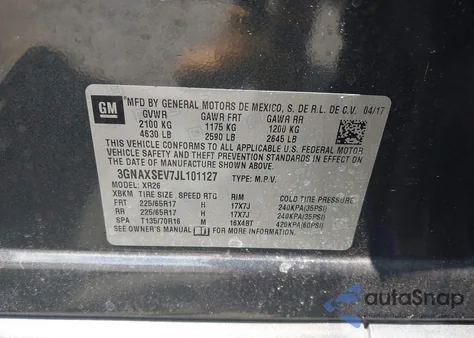 GM MFD BY GENERAL MOTORS DE MEXICO, S. DE R.L. DE C.V. 04/17
GVWR GAWR FRT GAWR RR
2100 KG 1175 KG 1200 KG
4630 LB 2590 LB 2645 LB
THIS VEHICLE CONFORMS TO ALL APPLICABLE U.S. FEDERAL MOTOR
VEHICLE SAFETY, BUMPER, AND THEFT PREVENTION STANDARDS IN EFFECT ON
THE DATE OF MANUFACTURE SHOWN ABOVE.
3GNAXSEV7JL101127 TYPE: M.P.V.
MODEL: XR26
XBKM TIRE SIZE SPEED RTG RIM COLD TIRE PRESSURE
FRT 225/65R17 H 17X7J 240KPA(35PSI)
RR 225/65R17 H 17X7J 240KPA(35PSI)
SPA T135/70R16 M 16X4BT 420KPA(60PSI)
SEE OWNER'S MANUAL FOR MORE INFORMATION.
autoSnap